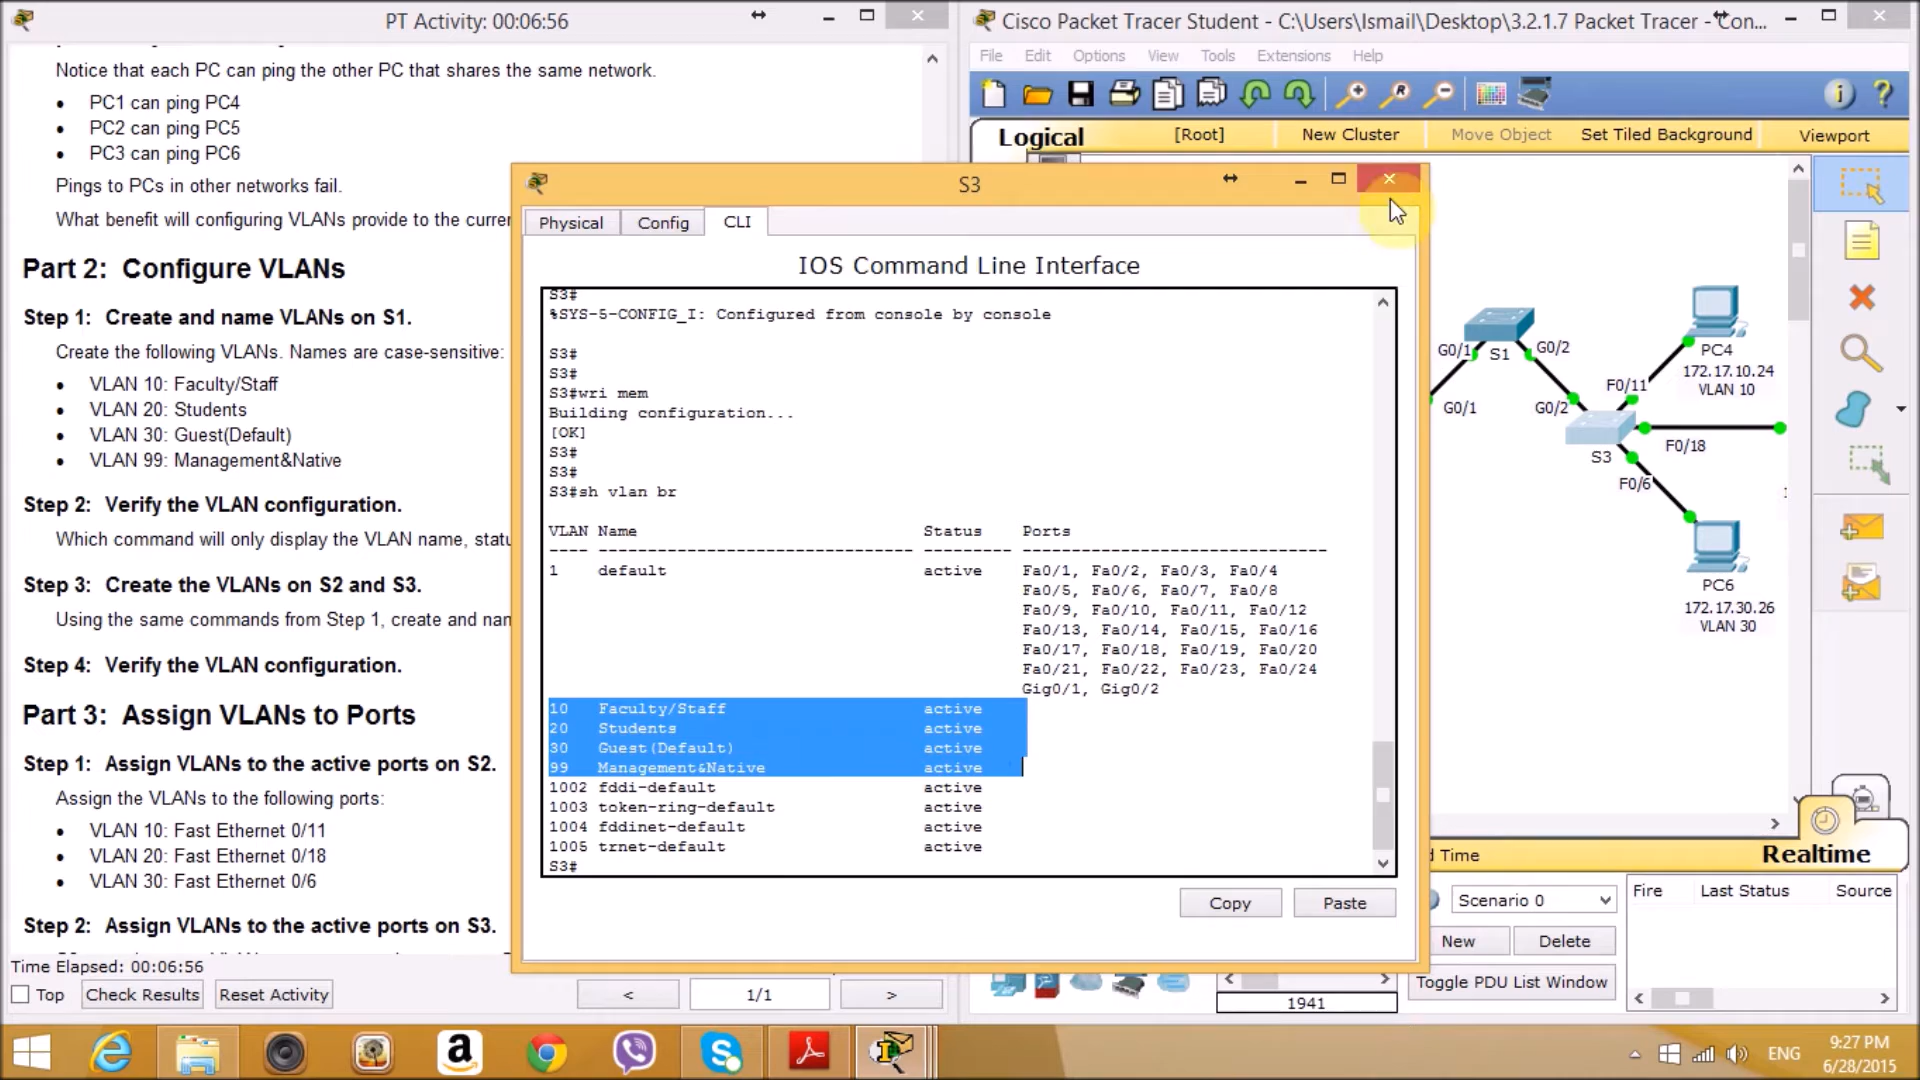 PT Activity: 00:06:56
Notice that each PC can ping the other PC that shares the same network.
• PC1 can ping PC4
• PC2 can ping PC5
• PC3 can ping PC6
Pings to PCs in other networks fail.
What benefit will configuring VLANs provide to the curren
Part 2: Configure VLANs
Step 1: Create and name VLANs on S1.
Create the following VLANs. Names are case-sensitive:
• VLAN 10: Faculty/Staff
• VLAN 20: Students
• VLAN 30: Guest(Default)
• VLAN 99: Management&Native
Step 2: Verify the VLAN configuration.
Which command will only display the VLAN name, statu
Step 3: Create the VLANs on S2 and S3.
Using the same commands from Step 1, create and nam
Step 4: Verify the VLAN configuration.
Part 3: Assign VLANs to Ports
Step 1: Assign VLANs to the active ports on S2.
Assign the VLANs to the following ports:
• VLAN 10: Fast Ethernet 0/11
• VLAN 20: Fast Ethernet 0/18
• VLAN 30: Fast Ethernet 0/6
Step 2: Assign VLANs to the active ports on S3.
Time Elapsed: 00:06:56
Top Check Results Reset Activity < 1/1 >
Cisco Packet Tracer Student - C:\Users\Ismail\Desktop\3.2.1.7 Packet Tracer - Con...
File Edit Options View Tools Extensions Help
Logical [Root] New Cluster Move Object Set Tiled Background Viewport
S3
Physical Config CLI
IOS Command Line Interface
S3#
%SYS-5-CONFIG_I: Configured from console by console
S3#
S3#
S3#wri mem
Building configuration...
[OK]
S3#
S3#
S3#sh vlan br
VLAN Name Status Ports
---- -------------------------------- --------- -------------------------------
1 default active Fa0/1, Fa0/2, Fa0/3, Fa0/4
Fa0/5, Fa0/6, Fa0/7, Fa0/8
Fa0/9, Fa0/10, Fa0/11, Fa0/12
Fa0/13, Fa0/14, Fa0/15, Fa0/16
Fa0/17, Fa0/18, Fa0/19, Fa0/20
Fa0/21, Fa0/22, Fa0/23, Fa0/24
Gig0/1, Gig0/2
10 Faculty/Staff active
20 Students active
30 Guest(Default) active
99 Management&Native active
1002 fddi-default active
1003 token-ring-default active
1004 fddinet-default active
1005 trnet-default active
S3#
Copy Paste
G0/1 S1 G0/2
G0/1 G0/2
PC4
172.17.10.24
VLAN 10
F0/11
F0/18
S3
F0/6
PC6
172.17.30.26
VLAN 30
d Time Realtime
Scenario 0
New Delete
Toggle PDU List Window
Fire Last Status Source
1941
ENG
9:27 PM
6/28/2015